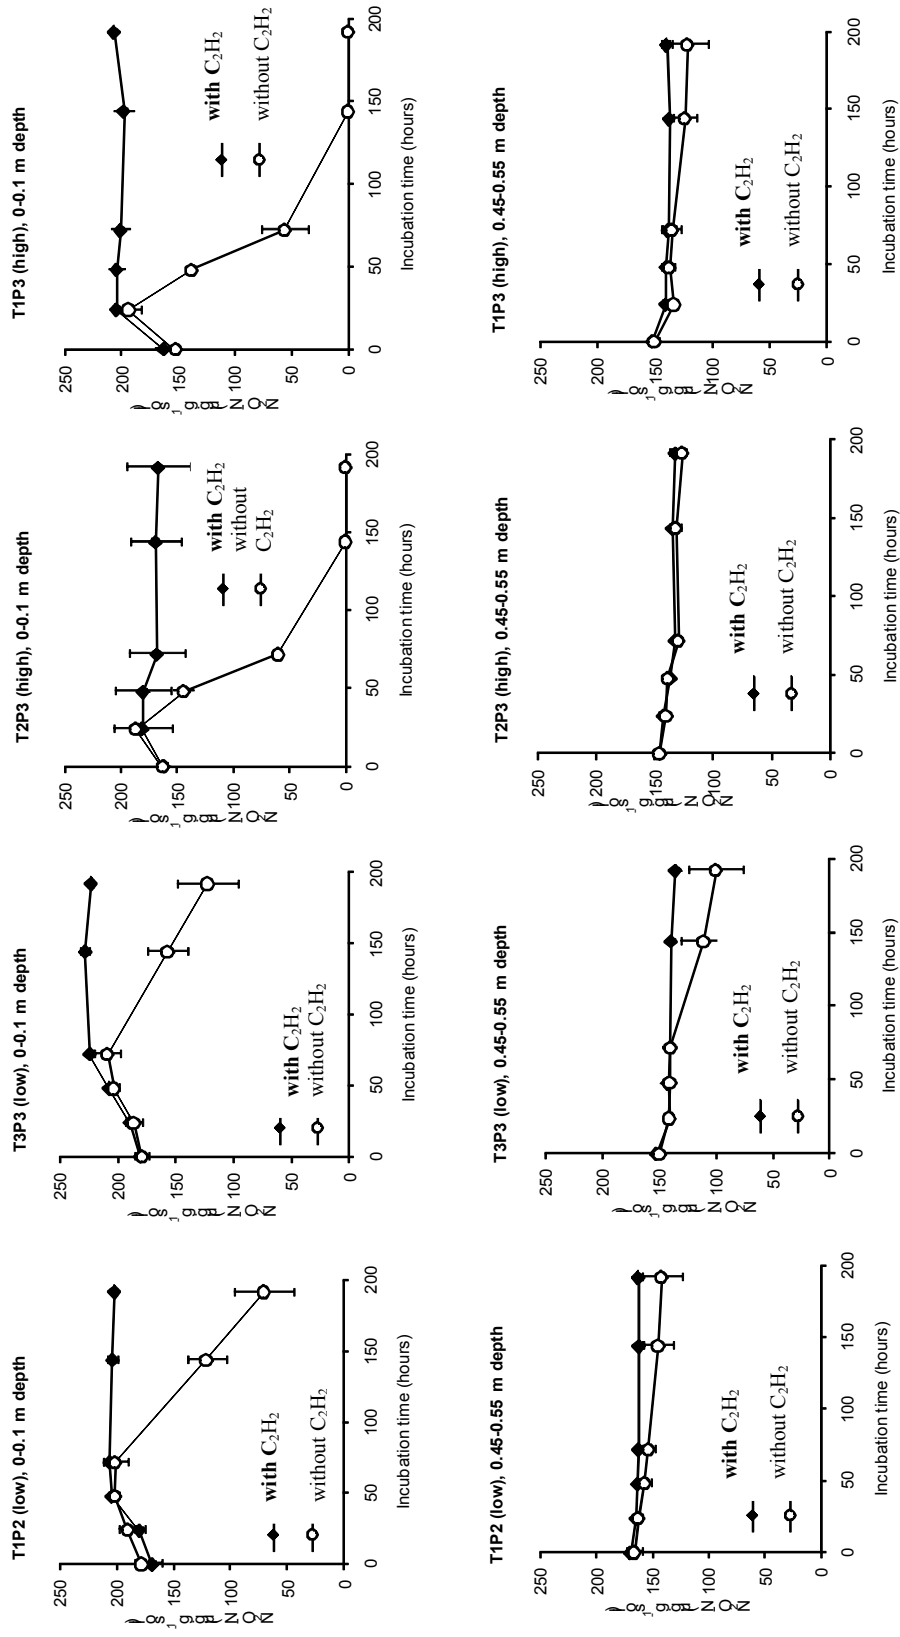 T1P2 (low), 0-0.1 m depth
250
200
150
100
50
0
with C₂H₂
without C₂H₂
0 50 100 150 200
Incubation time (hours)
T3P3 (low), 0-0.1 m depth
250
200
150
100
50
0
with C₂H₂
without C₂H₂
0 50 100 150 200
Incubation time (hours)
T2P3 (high), 0-0.1 m depth
250
200
150
100
50
0
with C₂H₂
without
C₂H₂
0 50 100 150 200
Incubation time (hours)
T1P3 (high), 0-0.1 m depth
250
200
150
100
50
0
with C₂H₂
without C₂H₂
0 50 100 150 200
Incubation time (hours)
T1P2 (low), 0.45-0.55 m depth
250
200
150
100
50
0
with C₂H₂
without C₂H₂
0 50 100 150 200
Incubation time (hours)
T3P3 (low), 0.45-0.55 m depth
250
200
150
100
50
0
with C₂H₂
without C₂H₂
0 50 100 150 200
Incubation time (hours)
T2P3 (high), 0.45-0.55 m depth
250
200
150
100
50
0
with C₂H₂
without C₂H₂
0 50 100 150 200
Incubation time (hours)
T1P3 (high), 0.45-0.55 m depth
250
200
150
100
50
0
with C₂H₂
without C₂H₂
0 50 100 150 200
Incubation time (hours)